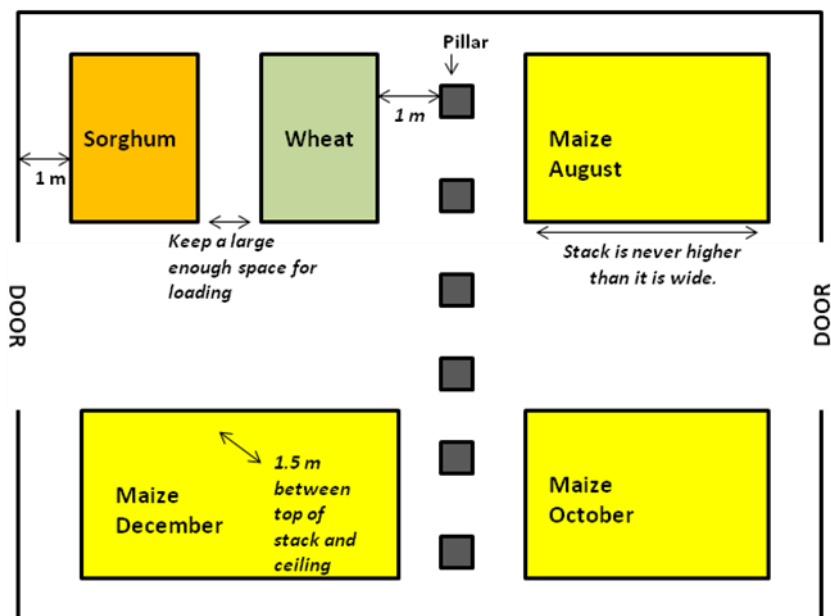 Pillar
Sorghum
Wheat
1 m
Maize
August
1 m
Keep a large
enough space for
loading
Stack is never higher
than it is wide.
DOOR
DOOR
Maize
December
1.5 m
between
top of
stack and
ceiling
Maize
October